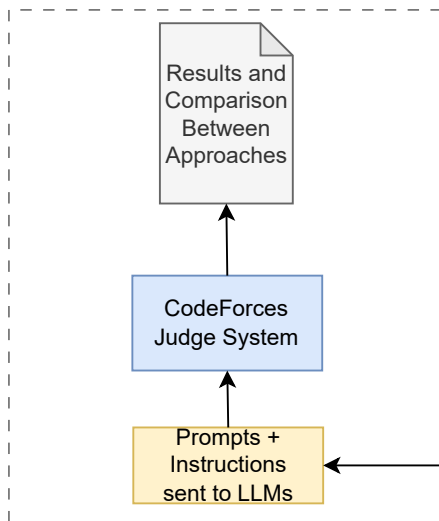 Results and
Comparison
Between
Approaches
CodeForces
Judge System
Prompts +
Instructions
sent to LLMs